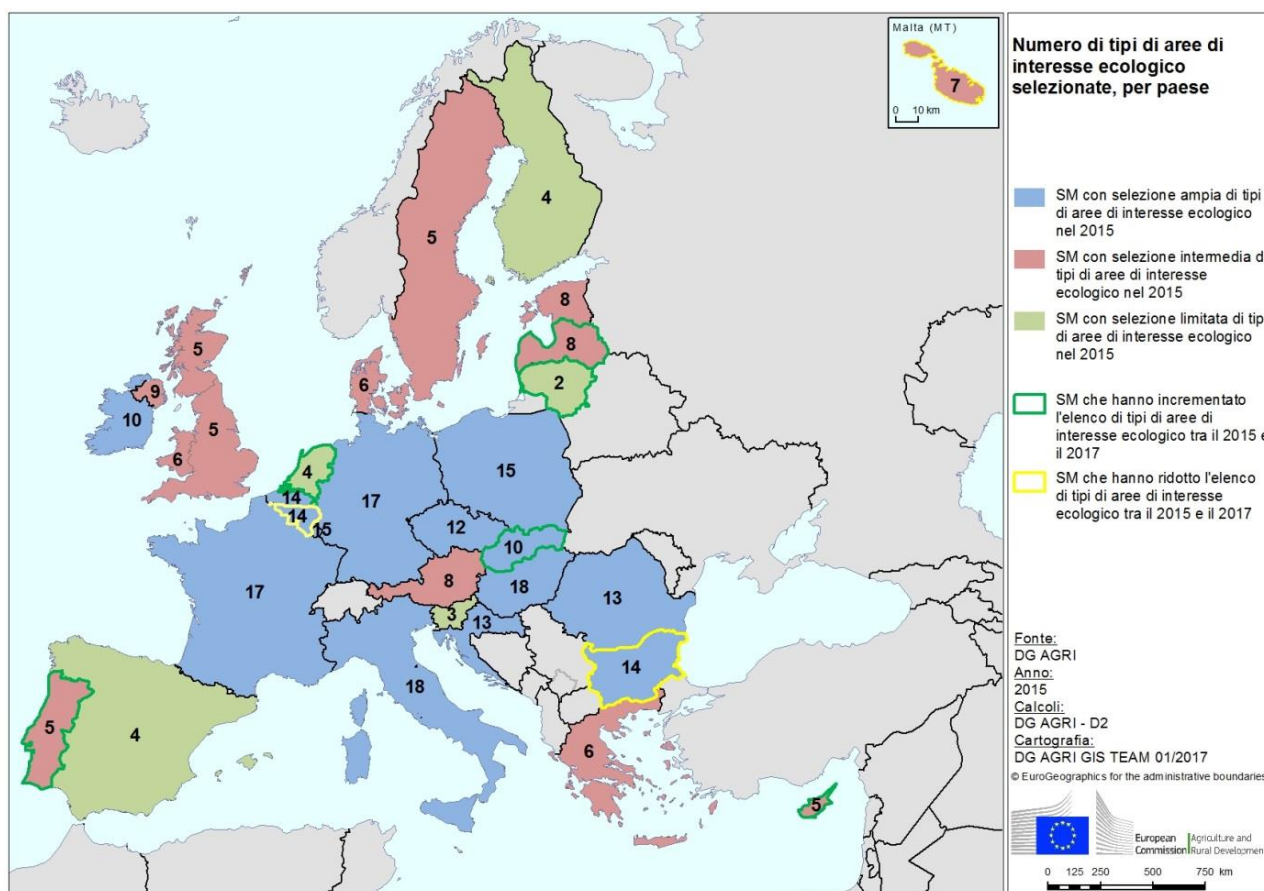 Malta (MT)
7
0 10 km
Numero di tipi di aree di
interesse ecologico
selezionate, per paese
SM con selezione ampia di tipi
di aree di interesse ecologico
nel 2015
SM con selezione intermedia d
tipi di aree di interesse
ecologico nel 2015
SM con selezione limitata di tip
di aree di interesse ecologico
nel 2015
SM che hanno incrementato
l'elenco di tipi di aree di
interesse ecologico tra il 2015 e
il 2017
SM che hanno ridotto l'elenco
di tipi di aree di interesse
ecologico tra il 2015 e il 2017
4
5
8
8
2
5
9
10
5
6
6
4
14
14
15
17
15
12
10
17
8
18
3
13
13
18
14
5
4
6
5
Fonte:
DG AGRI
Anno:
2015
Calcoli:
DG AGRI - D2
Cartografia:
DG AGRI GIS TEAM 01/2017
© EuroGeographics for the administrative boundaries
European
Commission
Agriculture and
Rural Developmen
0 125 250 500 750 km